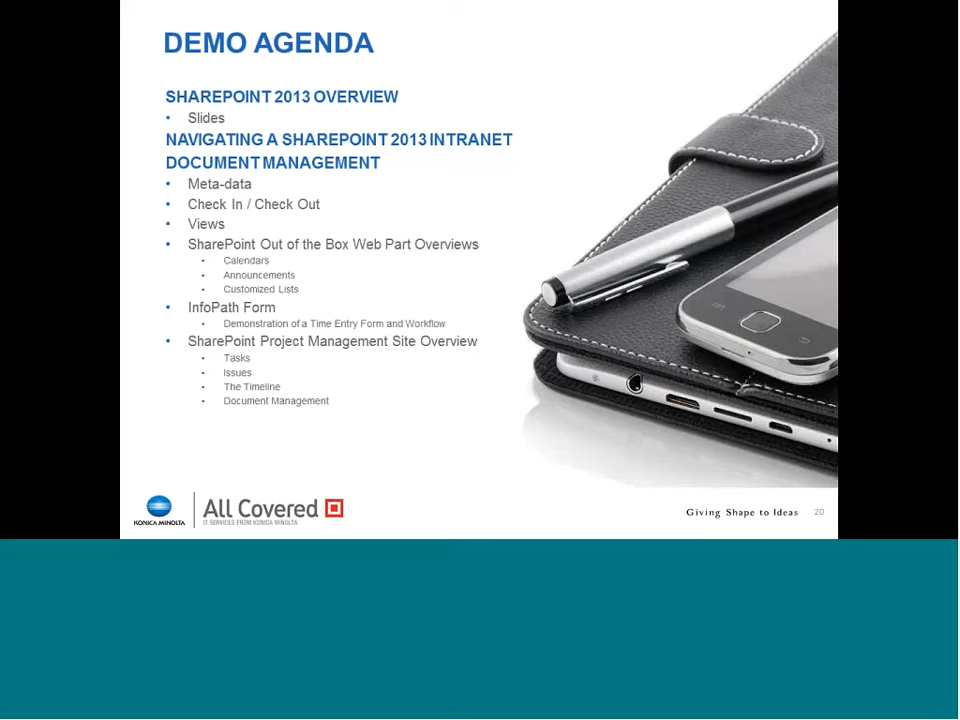 DEMO AGENDA
SHAREPOINT 2013 OVERVIEW
• Slides
NAVIGATING A SHAREPOINT 2013 INTRANET
DOCUMENT MANAGEMENT
• Meta-data
• Check In / Check Out
• Views
• SharePoint Out of the Box Web Part Overviews
• Calendars
• Announcements
• Customized Lists
• InfoPath Form
• Demonstration of a Time Entry Form and Workflow
• SharePoint Project Management Site Overview
• Tasks
• Issues
• The Timeline
• Document Management
KONICA MINOLTA
All Covered
IT SERVICES FROM KONICA MINOLTA
Giving Shape to Ideas 20